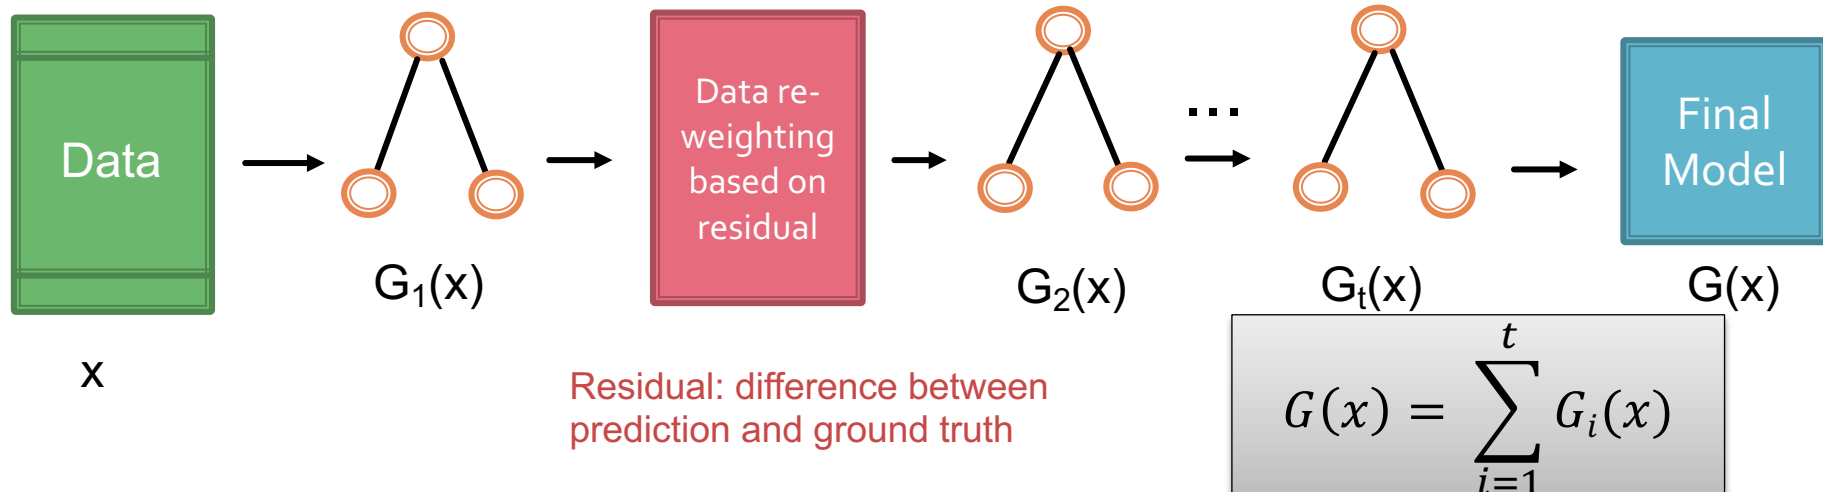 Data
x
G₁(x)
Data re-
weighting
based on
residual
G₂(x)
...
Gₜ(x)
Final
Model
G(x)
Residual: difference between
prediction and ground truth
t
G(x) = ∑ Gᵢ(x)
i=1